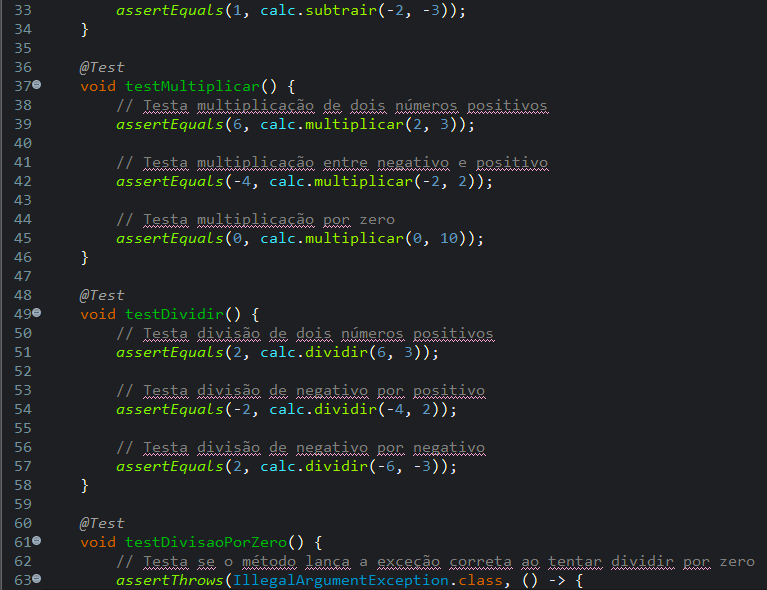 33 assertEquals(1, calc.subtrair(-2, -3));
34 }
35
36 @Test
37 void testMultiplicar() {
38 // Testa multiplicação de dois números positivos
39 assertEquals(6, calc.multiplicar(2, 3));
40
41 // Testa multiplicação entre negativo e positivo
42 assertEquals(-4, calc.multiplicar(-2, 2));
43
44 // Testa multiplicação por zero
45 assertEquals(0, calc.multiplicar(0, 10));
46 }
47
48 @Test
49 void testDividir() {
50 // Testa divisão de dois números positivos
51 assertEquals(2, calc.dividir(6, 3));
52
53 // Testa divisão de negativo por positivo
54 assertEquals(-2, calc.dividir(-4, 2));
55
56 // Testa divisão de negativo por negativo
57 assertEquals(2, calc.dividir(-6, -3));
58 }
59
60 @Test
61 void testDivisaoPorZero() {
62 // Testa se o método lança a exceção correta ao tentar dividir por zero
63 assertThrows(IllegalArgumentException.class, () -> {